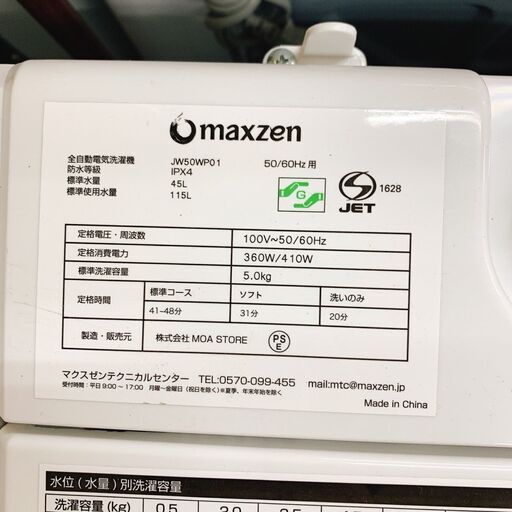 maxzen
全自動電気洗濯機 JW50WP01 50/60Hz 用
防水等級 IPX4
標準水量 45L
標準使用水量 115L
G
S JET 1628
定格電圧・周波数 100V~50/60Hz
定格消費電力 360W/410W
標準洗濯容量 5.0kg
定格時間 標準コース ソフト 洗いのみ
41-48分 31分 20分
製造・販売元 株式会社 MOA STORE PSE
マクスゼンテクニカルセンター TEL:0570-099-455 mail:mtc@maxzen.jp
受付時間：平日 9:00 ~ 17:00 月曜~金曜日（祝日を除く）※夏季、年末年始を除く
Made in China
水位（水量）別洗濯容量
洗濯容量(kg) 0.5